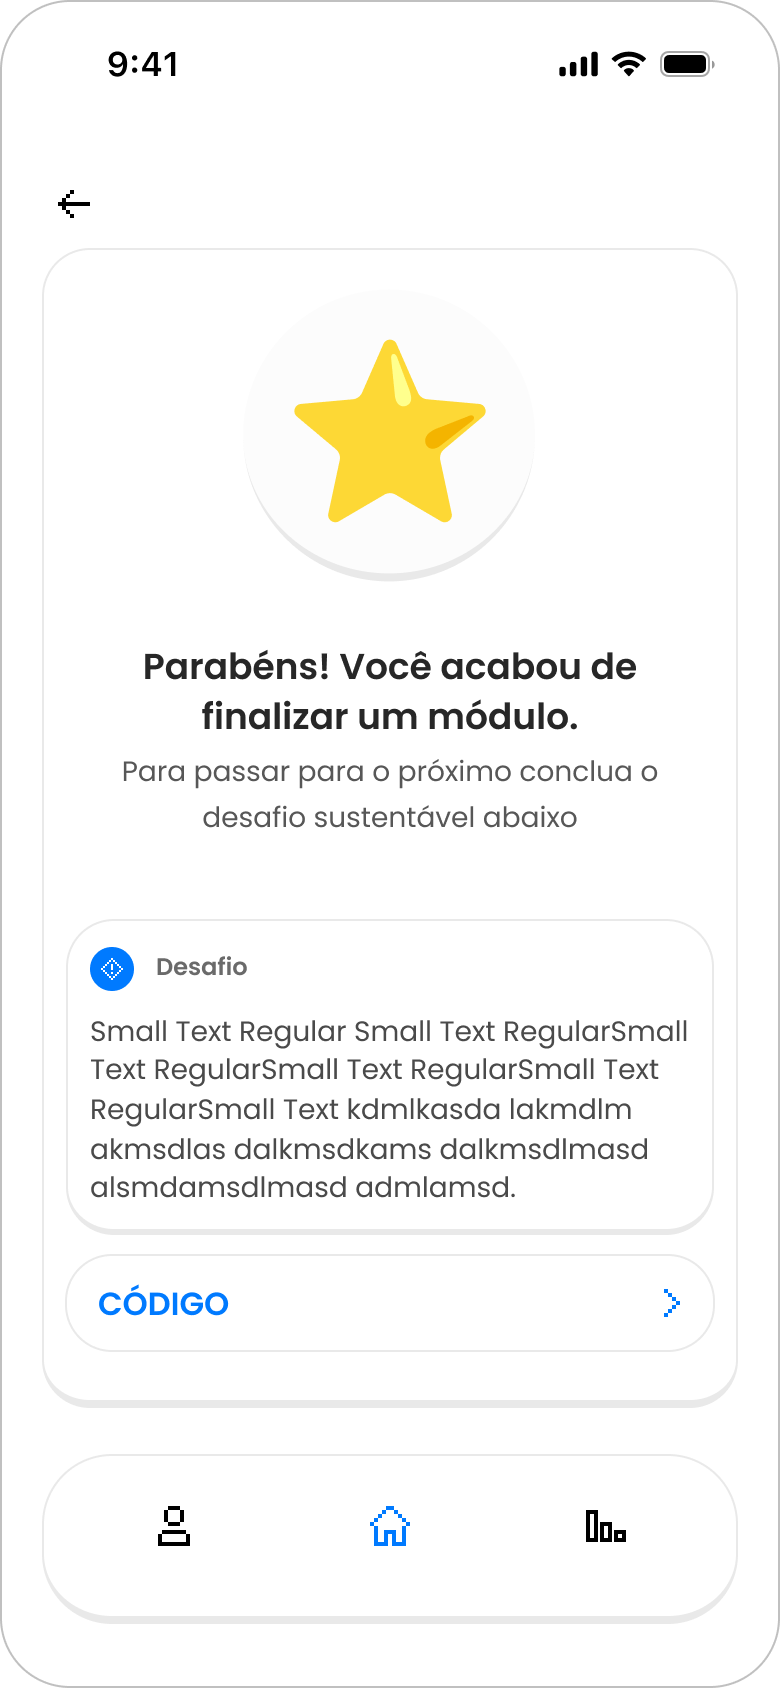 9:41
Parabéns! Você acabou de
finalizar um módulo.
Para passar para o próximo conclua o
desafio sustentável abaixo
Desafio
Small Text Regular Small Text RegularSmall
Text RegularSmall Text RegularSmall Text
RegularSmall Text kdmlkasda lakmdlm
akmsdlas dalkmsdkams dalkmsdlmasd
alsmdamsdlmasd admlamsd.
CÓDIGO